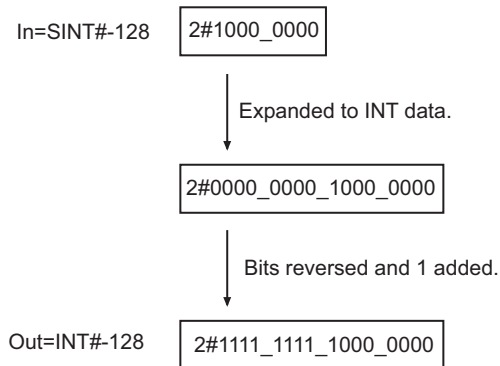 In=SINT#-128 2#1000_0000
Expanded to INT data.
2#0000_0000_1000_0000
Bits reversed and 1 added.
Out=INT#-128 2#1111_1111_1000_0000